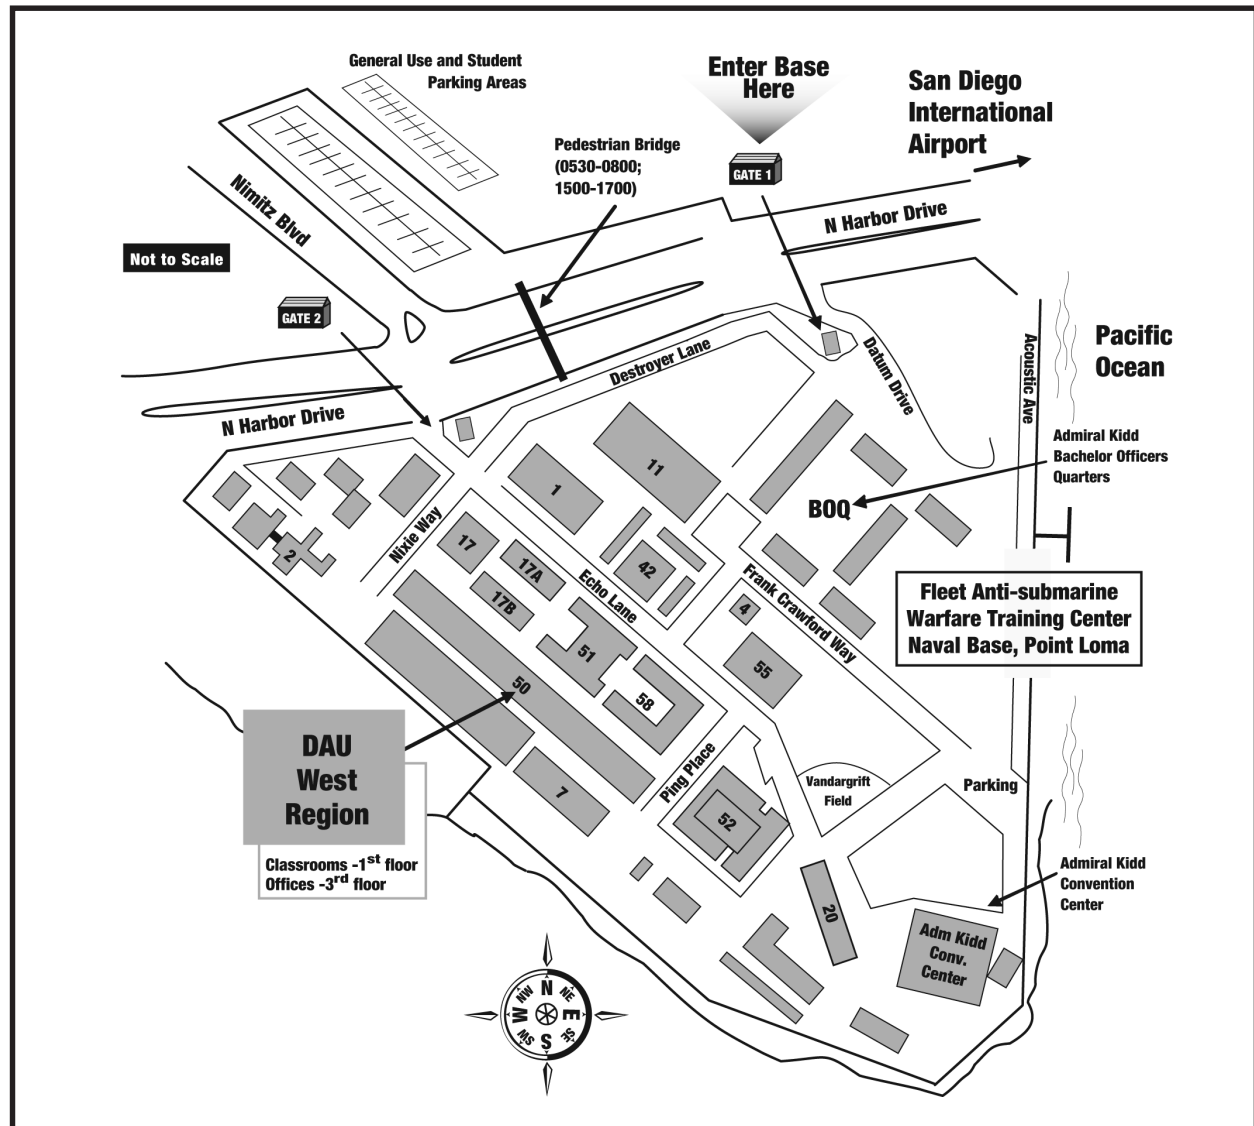 General Use and Student
Parking Areas
Enter Base
Here
San Diego
International
Airport
Pedestrian Bridge
(0530-0800;
1500-1700)
GATE 1
Nimitz Blvd
N Harbor Drive
Not to Scale
GATE 2
Pacific
Ocean
Acoustic Ave
Destroyer Lane
Datum Drive
N Harbor Drive
Admiral Kidd
Bachelor Officers
Quarters
11
1
BOQ
Nixie Way
17
17A
17B
2
Echo Lane
42
Frank Crawford Way
4
55
Fleet Anti-submarine
Warfare Training Center
Naval Base, Point Loma
51
50
58
DAU
West
Region
Classrooms -1st floor
Offices -3rd floor
7
Ping Place
52
Vandargrift
Field
Parking
20
Admiral Kidd
Convention
Center
Adm Kidd
Conv.
Center
N
NE
E
SE
S
SW
W
NW